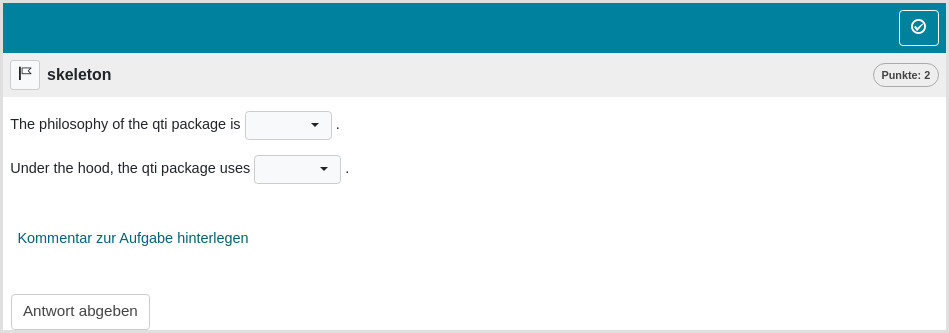 skeleton
Punkte: 2
The philosophy of the qti package is .
Under the hood, the qti package uses .
Kommentar zur Aufgabe hinterlegen
Antwort abgeben